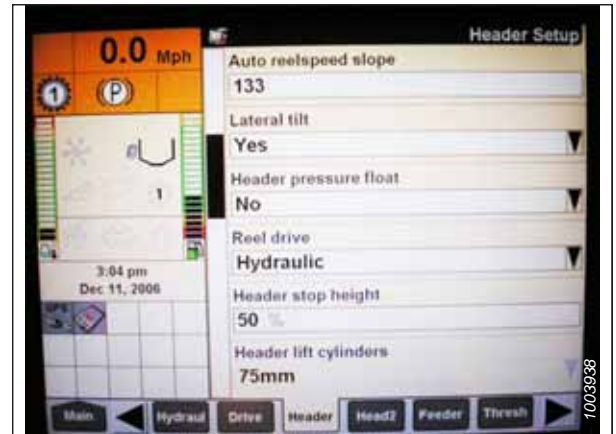 0.0 Mph
1
(P)
1
3:04 pm
Dec 11, 2006
Header Setup
Auto reelspeed slope
133
Lateral tilt
Yes
Header pressure float
No
Reel drive
Hydraulic
Header stop height
50 %
Header lift cylinders
75mm
Main
Hydraul
Drive
Header
Head2
Feeder
Thresh
1003938